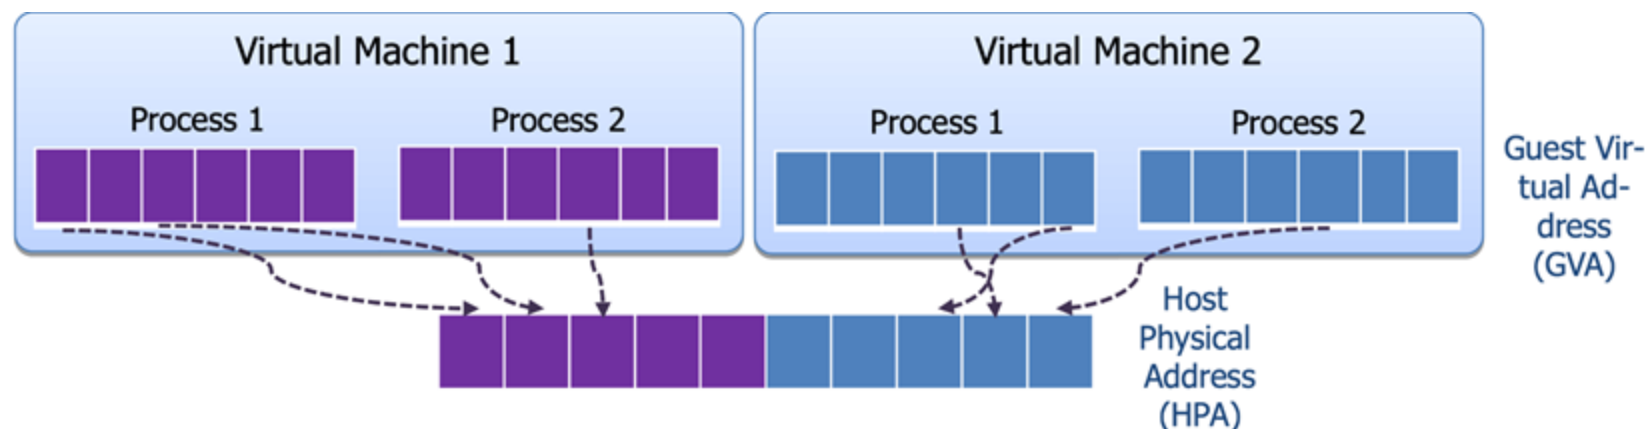 Virtual Machine 1
Virtual Machine 2
Process 1
Process 2
Process 1
Process 2
Guest Vir-
tual Ad-
dress
(GVA)
Host
Physical
Address
(HPA)